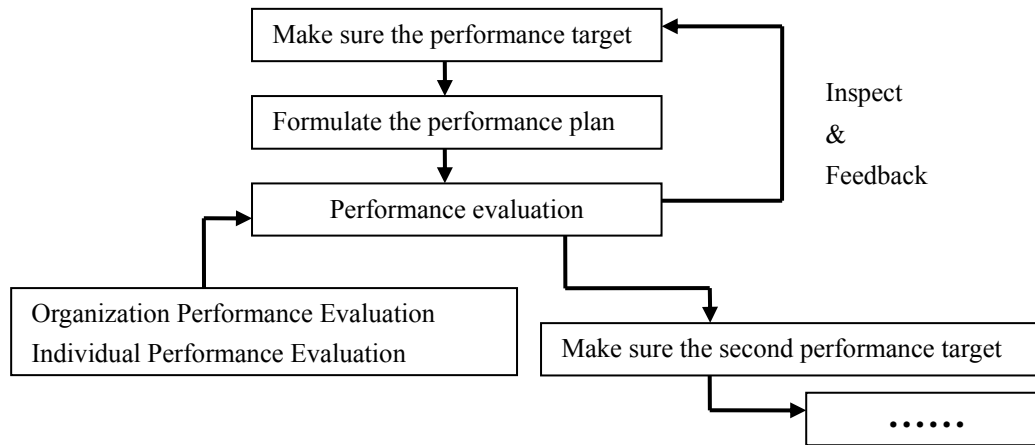 Make sure the performance target
Formulate the performance plan
Performance evaluation
Inspect
&
Feedback
Organization Performance Evaluation
Individual Performance Evaluation
Make sure the second performance target
……